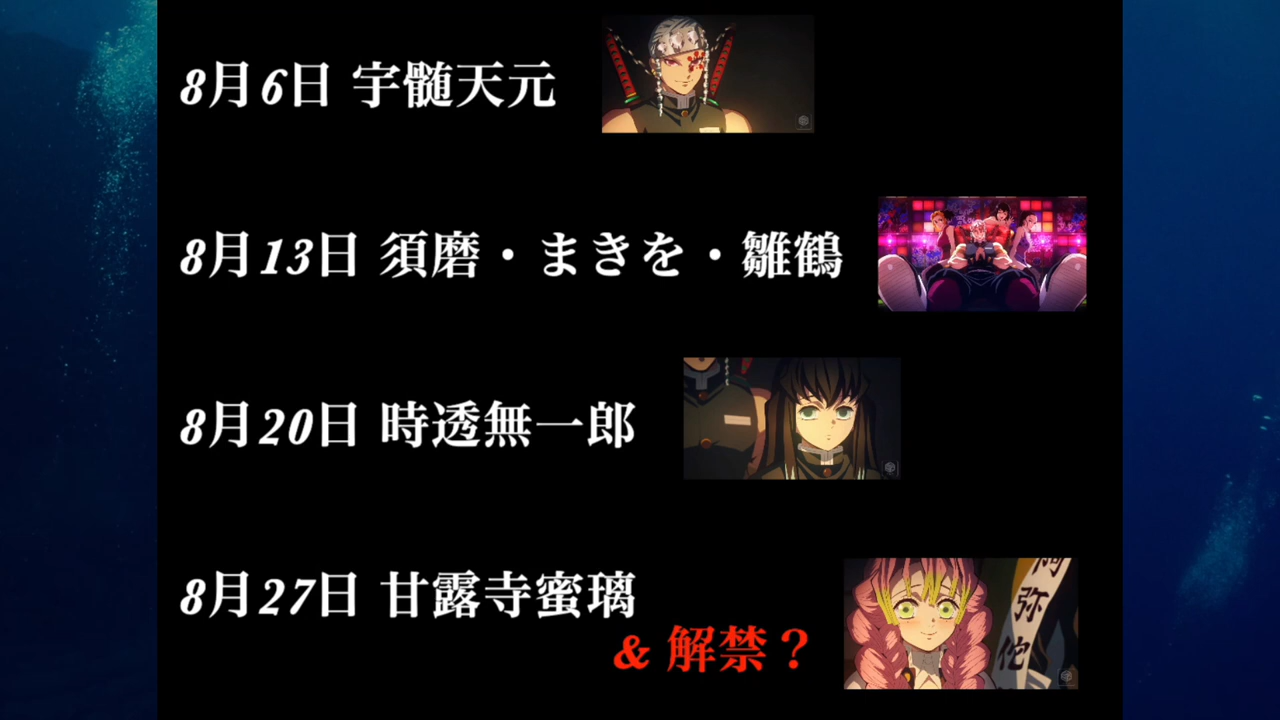 8月6日 宇髄天元
8月13日 須磨・まきを・雛鶴
8月20日 時透無一郎
8月27日 甘露寺蜜璃
& 解禁？
弥
陀